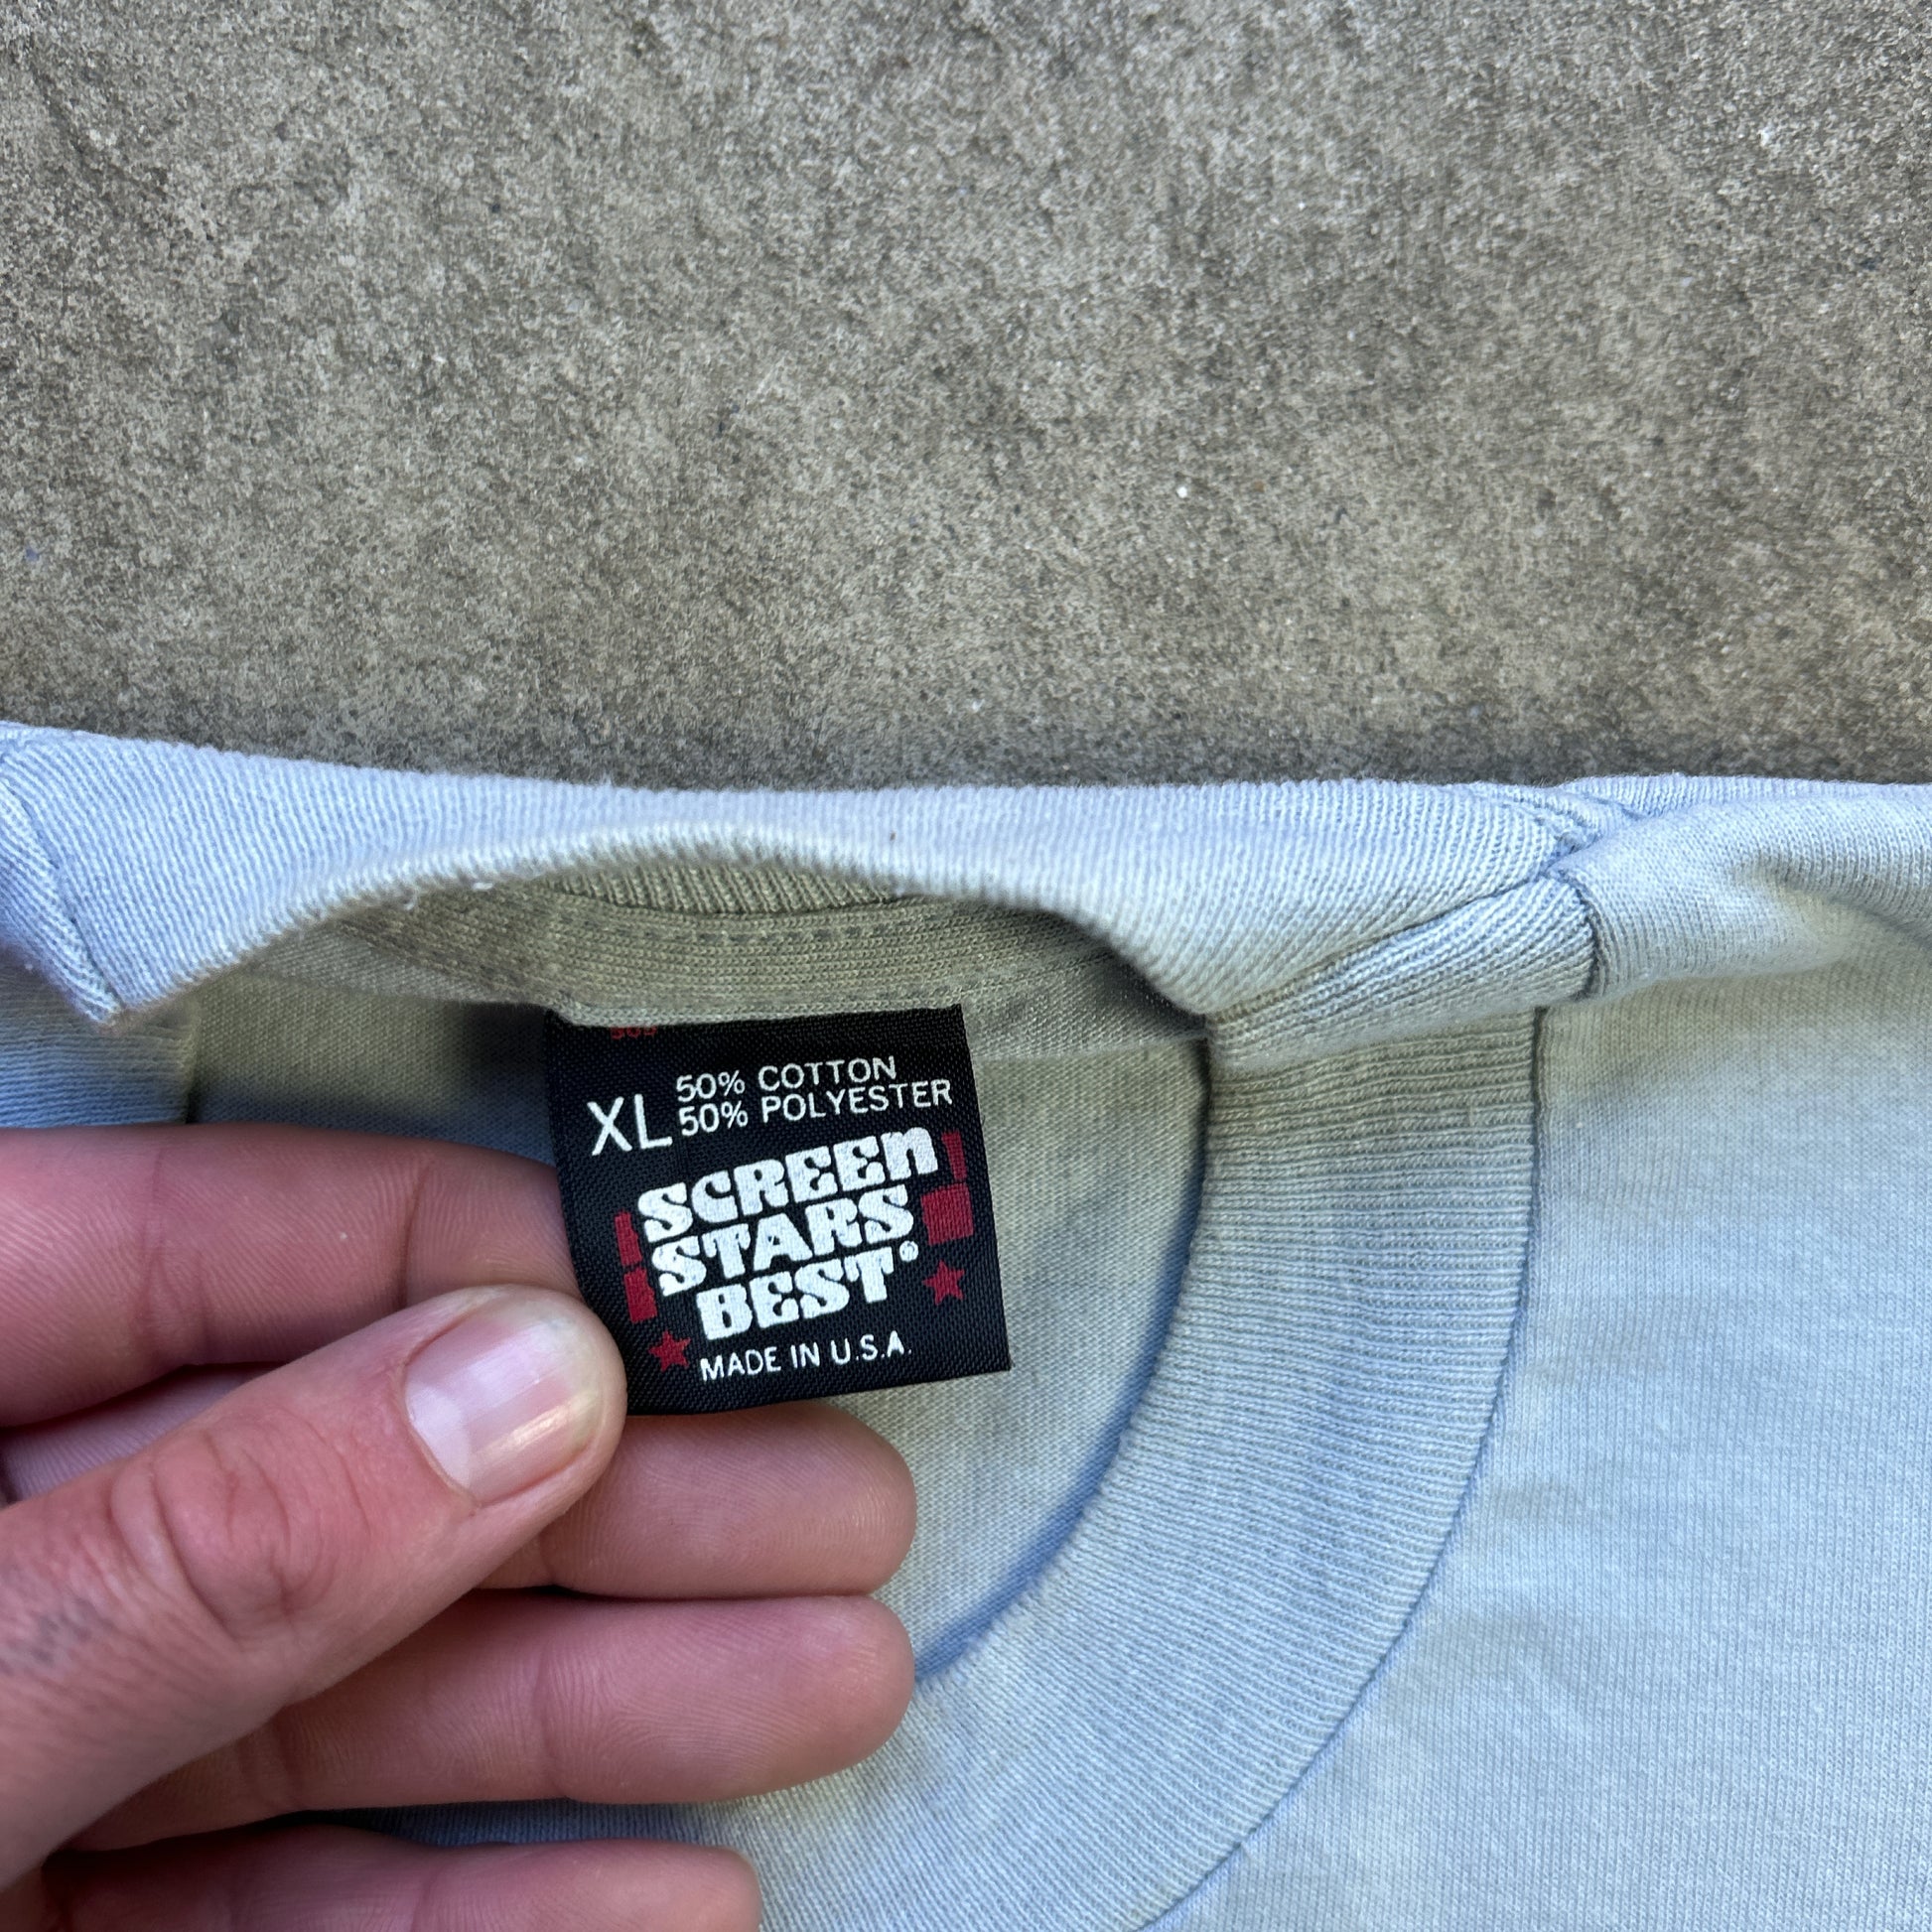 XL
50% COTTON
50% POLYESTER
SCREEN
STARS
BEST®
MADE IN U.S.A.